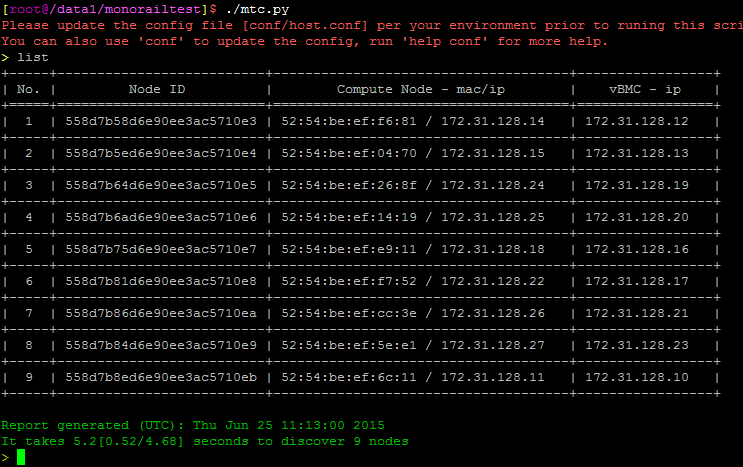 [root@/data1/monorailtest]$ ./mtc.py
Please update the config file [conf/host.conf] per your environment prior to runing this scri
You can also use 'conf' to update the config, run 'help conf' for more help.
> list
+-----+----------------------------+-----------------------------------------+-------------------+
| No. | Node ID | Compute Node - mac/ip | vBMC - ip |
+=====+============================+=========================================+===================+
| 1 | 558d7b58d6e90ee3ac5710e3 | 52:54:be:ef:f6:81 / 172.31.128.14 | 172.31.128.12 |
| 2 | 558d7b5ed6e90ee3ac5710e4 | 52:54:be:ef:04:70 / 172.31.128.15 | 172.31.128.13 |
| 3 | 558d7b64d6e90ee3ac5710e5 | 52:54:be:ef:26:8f / 172.31.128.24 | 172.31.128.19 |
| 4 | 558d7b6ad6e90ee3ac5710e6 | 52:54:be:ef:14:19 / 172.31.128.25 | 172.31.128.20 |
| 5 | 558d7b75d6e90ee3ac5710e7 | 52:54:be:ef:e9:11 / 172.31.128.18 | 172.31.128.16 |
| 6 | 558d7b81d6e90ee3ac5710e8 | 52:54:be:ef:f7:52 / 172.31.128.22 | 172.31.128.17 |
| 7 | 558d7b86d6e90ee3ac5710ea | 52:54:be:ef:cc:3e / 172.31.128.26 | 172.31.128.21 |
| 8 | 558d7b84d6e90ee3ac5710e9 | 52:54:be:ef:5e:e1 / 172.31.128.27 | 172.31.128.23 |
| 9 | 558d7b8ed6e90ee3ac5710eb | 52:54:be:ef:6c:11 / 172.31.128.11 | 172.31.128.10 |
Report generated (UTC): Thu Jun 25 11:13:00 2015
It takes 5.2[0.52/4.68] seconds to discover 9 nodes
>